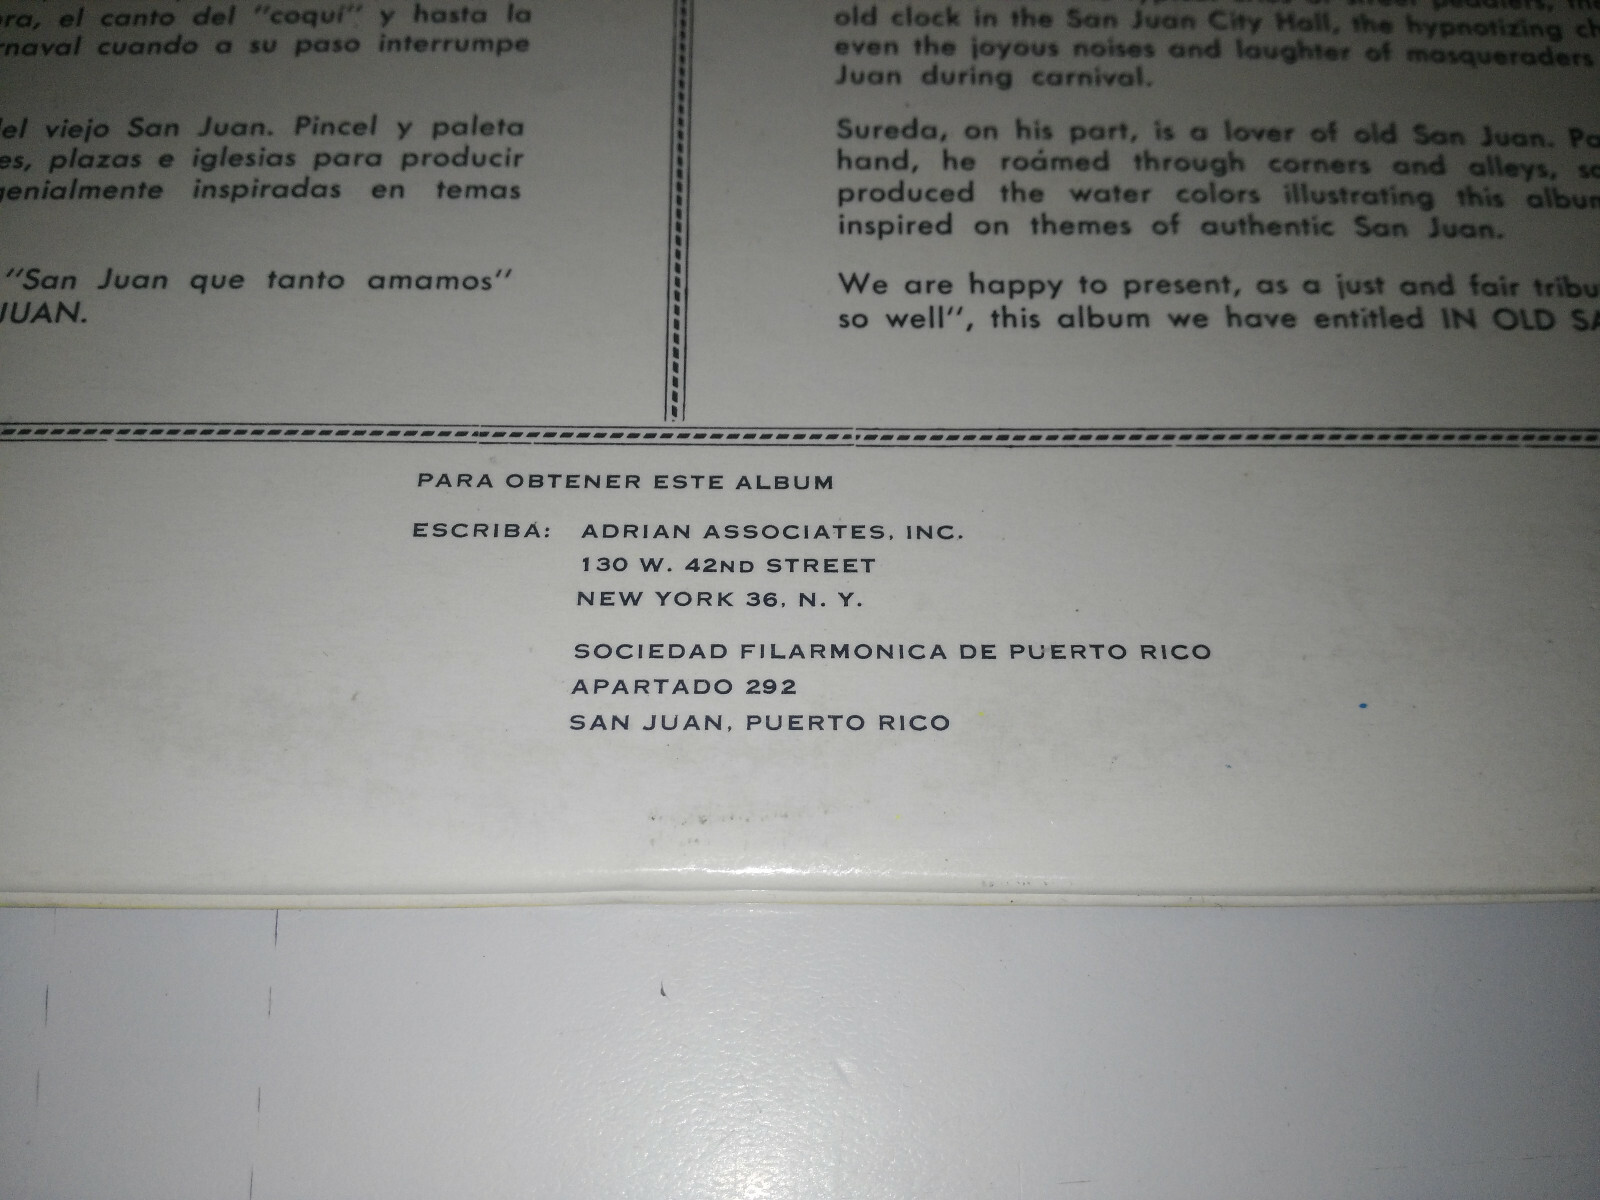 ra, el canto del "coquí" y hasta la
rnaval cuando a su paso interrumpe
el viejo San Juan. Pincel y paleta
es, plazas e iglesias para producir
genialmente inspiradas en temas
"San Juan que tanto amamos"
JUAN.
old clock in the San Juan City Hall, the hypnotizing
even the joyous noises and laughter of masqueraders
Juan during carnival.
Sureda, on his part, is a lover of old San Juan.
hand, he roámed through corners and alleys,
produced the water colors illustrating this album
inspired on themes of authentic San Juan.
We are happy to present, as a just and fair tribu
so well", this album we have entitled IN OLD SA
PARA OBTENER ESTE ALBUM
ESCRIBA: ADRIAN ASSOCIATES, INC.
130 W. 42ND STREET
NEW YORK 36, N. Y.
SOCIEDAD FILARMONICA DE PUERTO RICO
APARTADO 292
SAN JUAN, PUERTO RICO